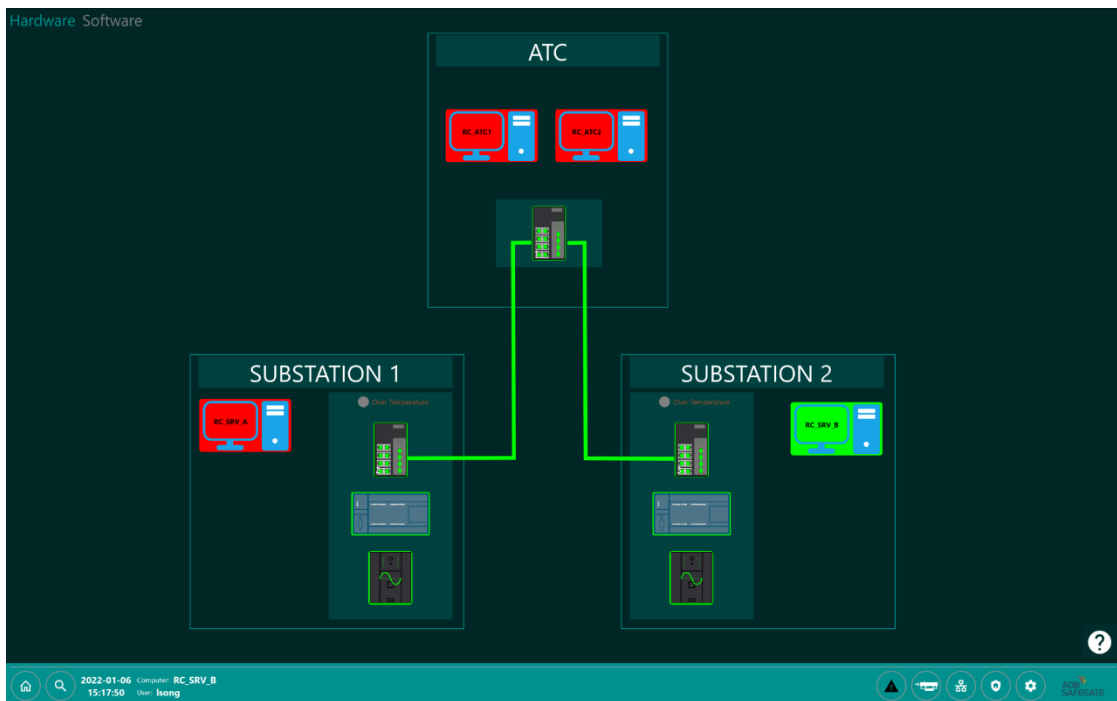 Hardware Software
ATC
RC_ATC1
RC_ATC2
SUBSTATION 1
SUBSTATION 2
RC_SRV_A
Over Temperature
Over Temperature
RC_SRV_B
?
2022-01-06 Computer: RC_SRV_B
15:17:50 User: lsong
ADB
SAFEGATE